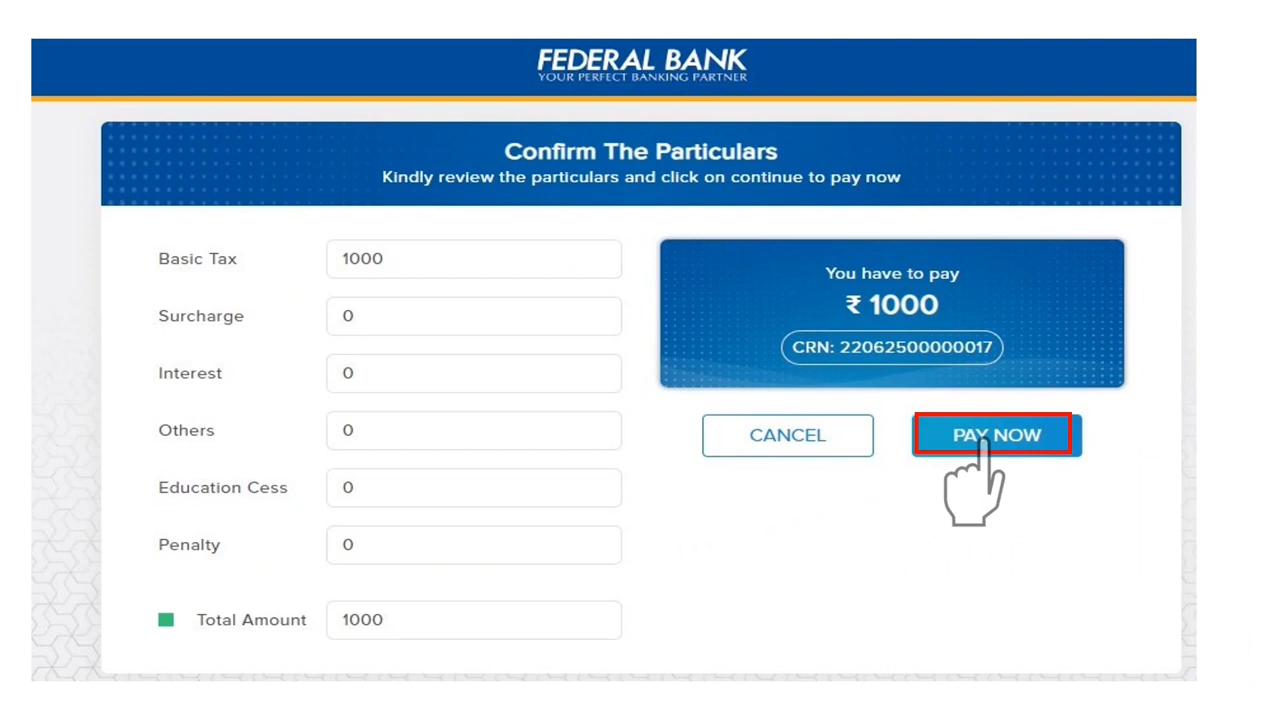 FEDERAL BANK
YOUR PERFECT BANKING PARTNER
Confirm The Particulars
Kindly review the particulars and click on continue to pay now
Basic Tax 1000
Surcharge 0
Interest 0
Others 0
Education Cess 0
Penalty 0
Total Amount 1000
You have to pay
₹ 1000
CRN: 22062500000017
CANCEL PAY NOW